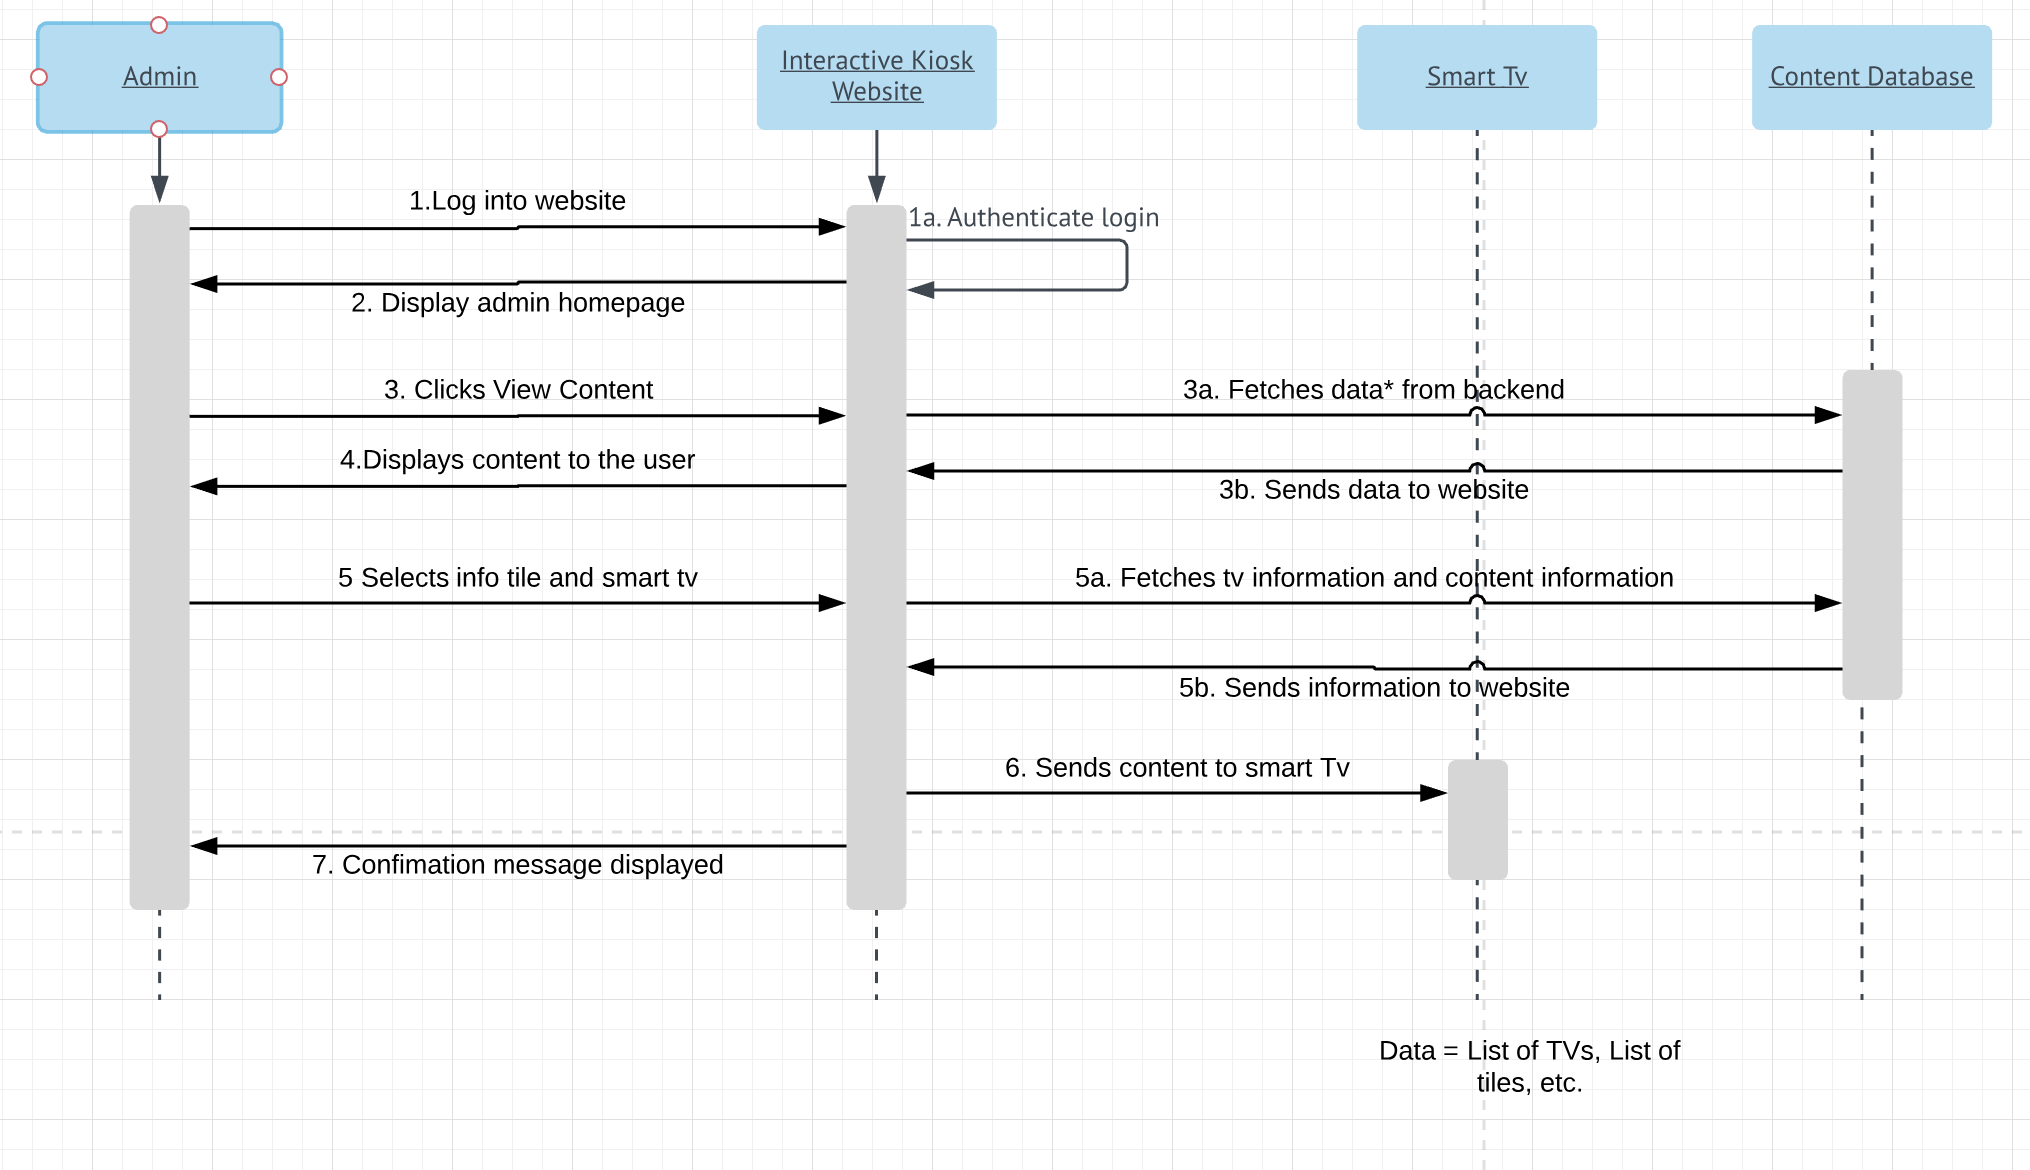 Admin
Interactive Kiosk
Website
Smart Tv
Content Database
1.Log into website
1a. Authenticate login
2. Display admin homepage
3. Clicks View Content
3a. Fetches data* from backend
4.Displays content to the user
3b. Sends data to website
5 Selects info tile and smart tv
5a. Fetches tv information and content information
5b. Sends information to website
6. Sends content to smart Tv
7. Confimation message displayed
Data = List of TVs, List of
tiles, etc.